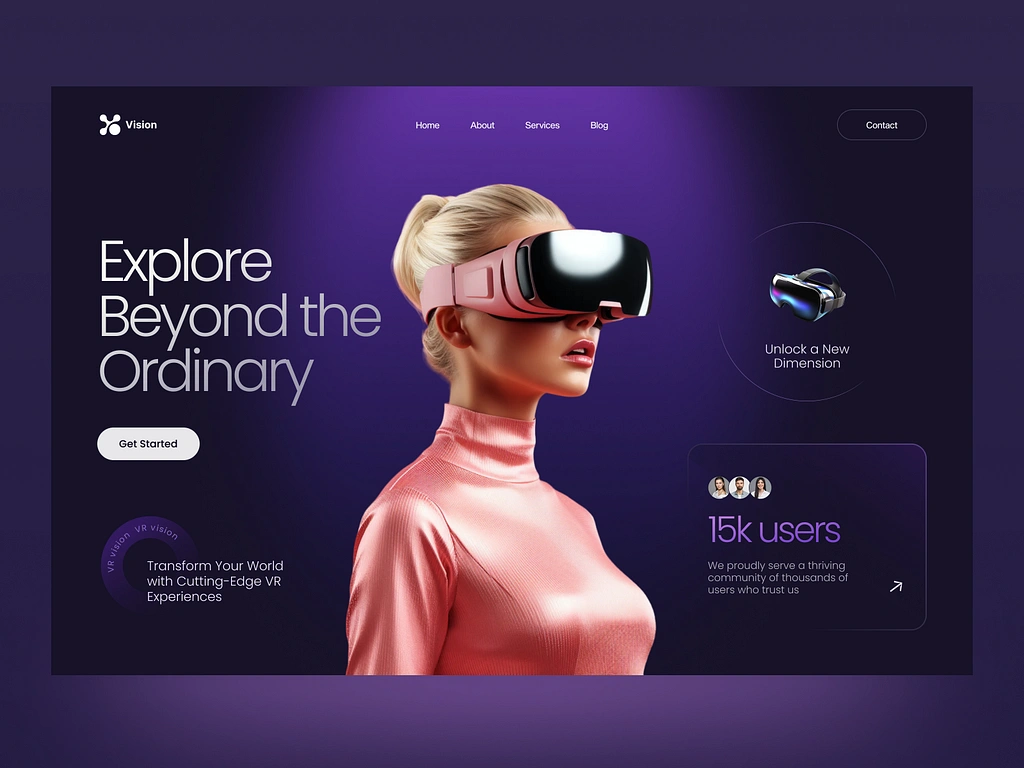 Vision
Home
About
Services
Blog
Contact
Explore
Beyond the
Ordinary
Get Started
VR vision VR vision
Transform Your World
with Cutting-Edge VR
Experiences
Unlock a New
Dimension
15k users
We proudly serve a thriving
community of thousands of
users who trust us